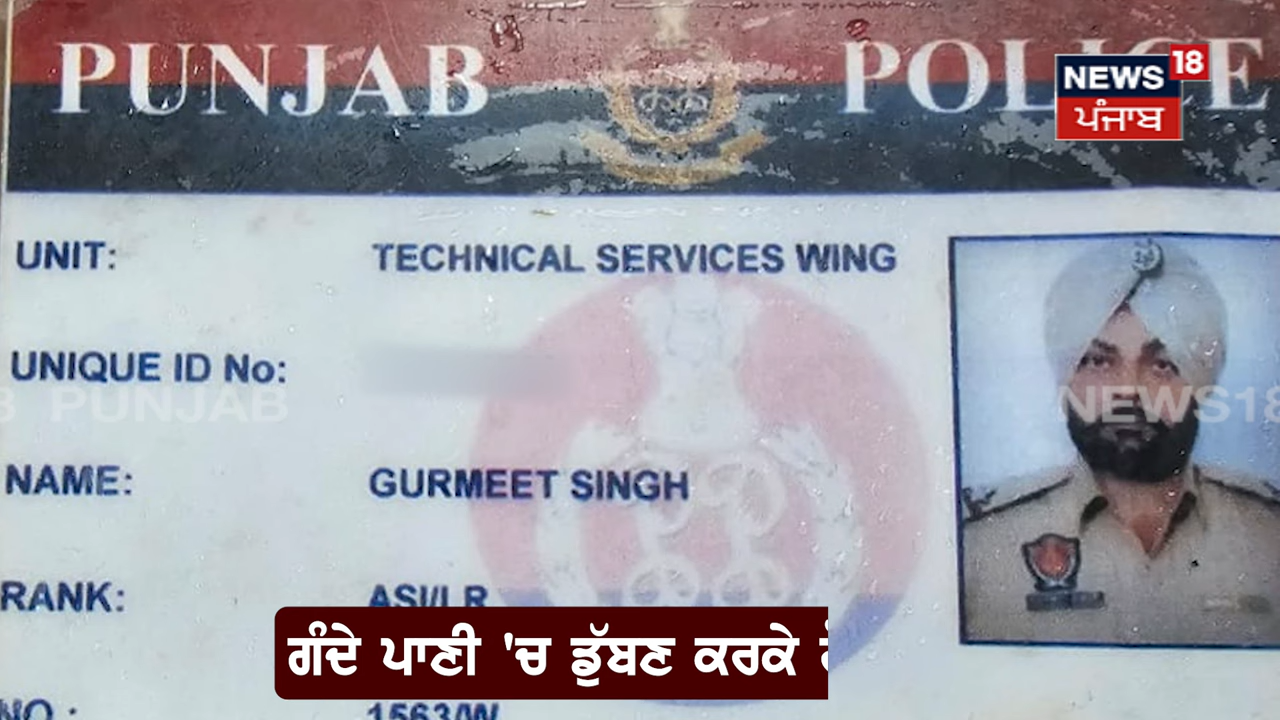 PUNJAB POLICE
NEWS 18
ਪੰਜਾਬ
UNIT: TECHNICAL SERVICES WING
UNIQUE ID No:
PUNJAB NEWS18
NAME: GURMEET SINGH
RANK: ASI/LR
ਗੰਦੇ ਪਾਣੀ 'ਚ ਡੁੱਬਣ ਕਰਕੇ
NO.: 1563/W